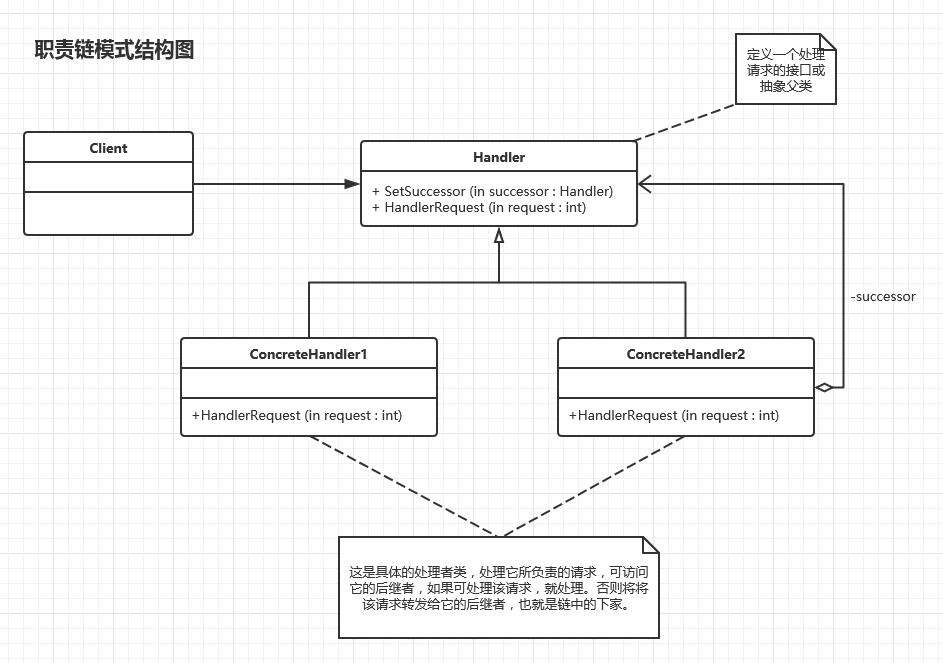 职责链模式结构图
定义一个处理
请求的接口或
抽象父类
Client
Handler
+ SetSuccessor (in successor : Handler)
+ HandlerRequest (in request : int)
-successor
ConcreteHandler1
+HandlerRequest (in request : int)
ConcreteHandler2
+HandlerRequest (in request : int)
这是具体的处理者类，处理它所负责的请求，可访问
它的后继者，如果可处理该请求，就处理。否则将将
该请求转发给它的后继者，也就是链中的下家。